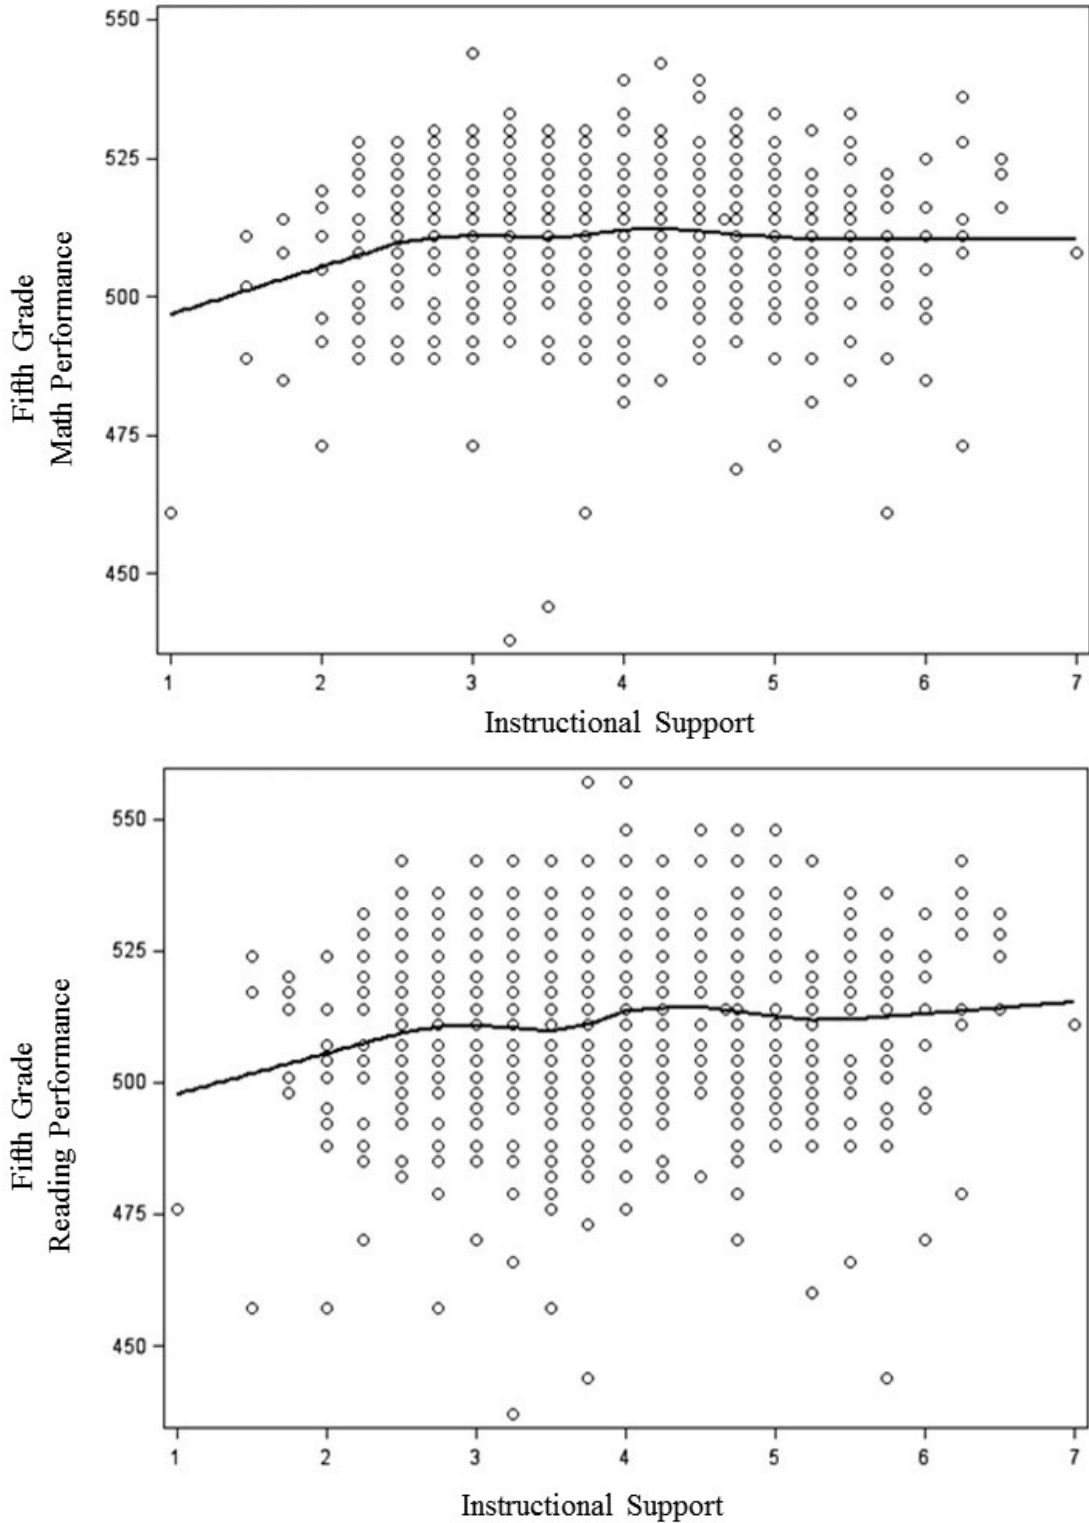 550
525
500
475
450
Fifth Grade
Math Performance
1 2 3 4 5 6 7
Instructional Support
550
525
500
475
450
Fifth Grade
Reading Performance
1 2 3 4 5 6 7
Instructional Support